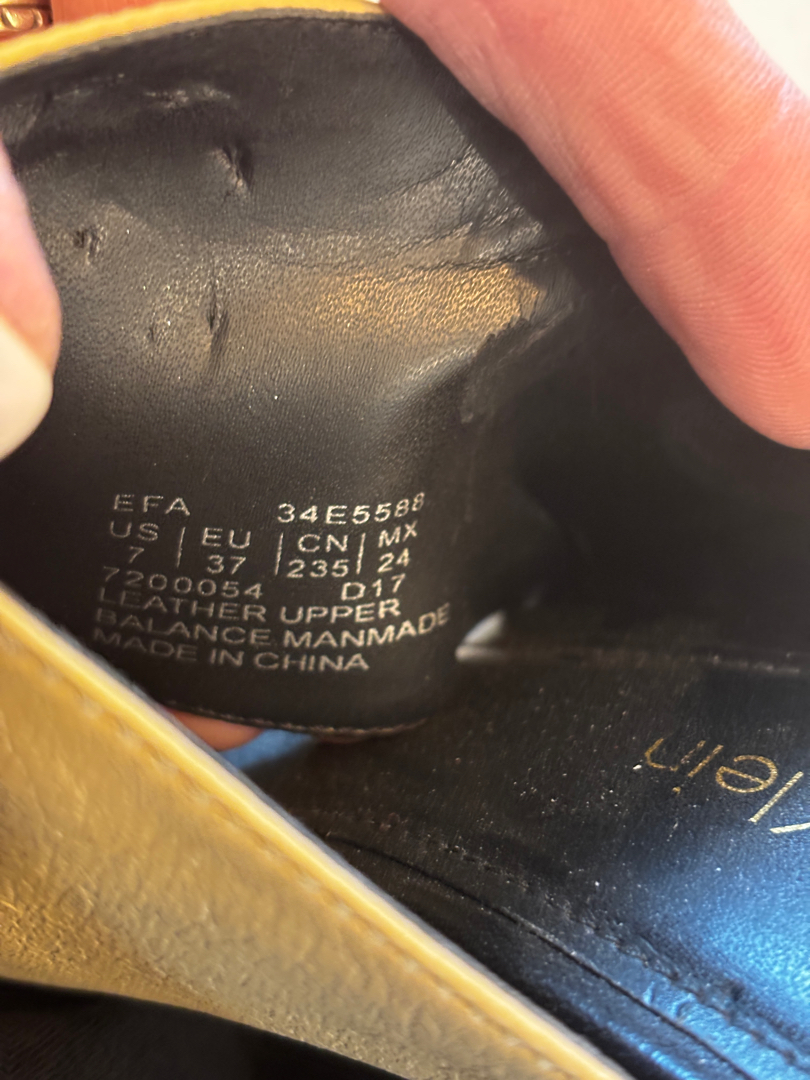 EFA 34E5588
US | EU | CN | MX
7 | 37 | 235 | 24
7200054 D17
LEATHER UPPER
BALANCE MANMADE
MADE IN CHINA
Klein